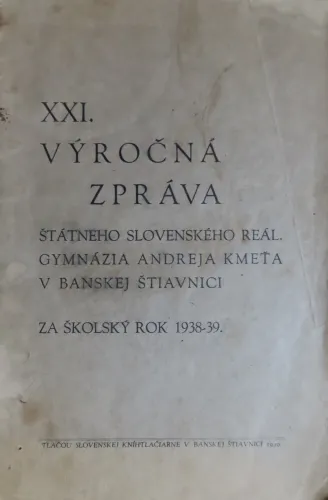 XXI.
VÝROČNÁ
ZPRÁVA
ŠTÁTNEHO SLOVENSKÉHO REÁL.
GYMNÁZIA ANDREJA KMEŤA
V BANSKEJ ŠTIAVNICI
ZA ŠKOLSKÝ ROK 1938-39.
TLAČOU SLOVENSKEJ KNÍHTLAČIARNE V BANSKEJ ŠTIAVNICI